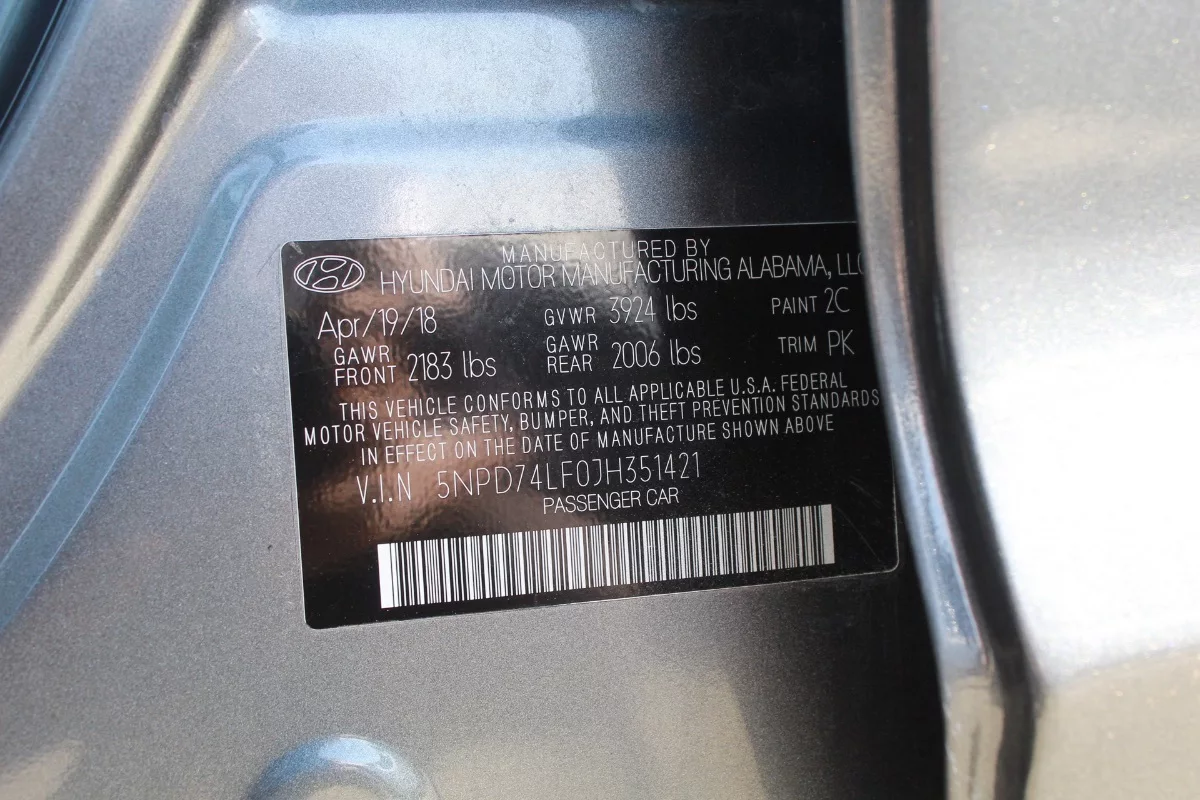 MANUFACTURED BY
HYUNDAI MOTOR MANUFACTURING ALABAMA, LLC
Apr/19/18 GVWR 3924 lbs PAINT 2C
GAWR FRONT 2183 lbs GAWR REAR 2006 lbs TRIM PK
THIS VEHICLE CONFORMS TO ALL APPLICABLE U.S.A. FEDERAL
MOTOR VEHICLE SAFETY, BUMPER, AND THEFT PREVENTION STANDARDS
IN EFFECT ON THE DATE OF MANUFACTURE SHOWN ABOVE
V.I.N 5NPD74LF0JH351421
PASSENGER CAR